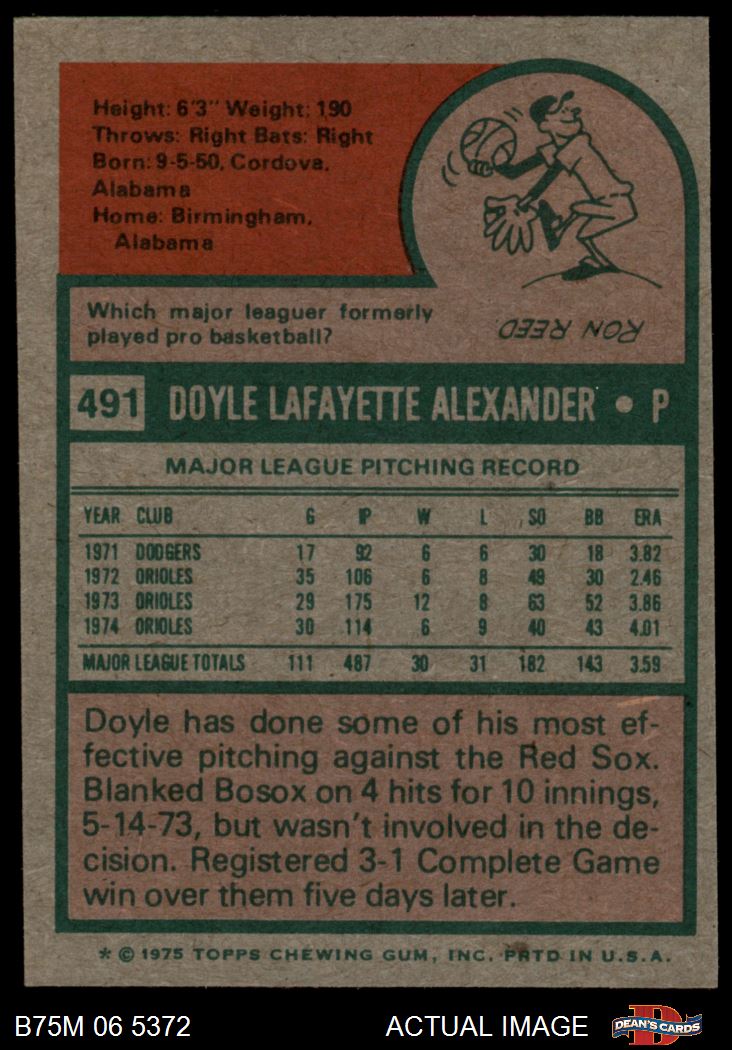 Height: 6'3" Weight: 190
Throws: Right Bats: Right
Born: 9-5-50, Cordova,
Alabama
Home: Birmingham,
Alabama
Which major leaguer formerly
played pro basketball?
RON REED.
491 DOYLE LAFAYETTE ALEXANDER • P
MAJOR LEAGUE PITCHING RECORD
YEAR CLUB G IP W L SO BB ERA
1971 DODGERS 17 92 6 6 30 18 3.82
1972 ORIOLES 35 106 6 8 49 30 2.46
1973 ORIOLES 29 175 12 8 63 52 3.86
1974 ORIOLES 30 114 6 9 40 43 4.01
MAJOR LEAGUE TOTALS 111 487 30 31 182 143 3.59
Doyle has done some of his most ef-
fective pitching against the Red Sox.
Blanked Bosox on 4 hits for 10 innings,
5-14-73, but wasn't involved in the de-
cision. Registered 3-1 Complete Game
win over them five days later.
* © 1975 TOPPS CHEWING GUM, INC. PRTD IN U.S.A.
B75M 06 5372 ACTUAL IMAGE DEAN'S CARDS